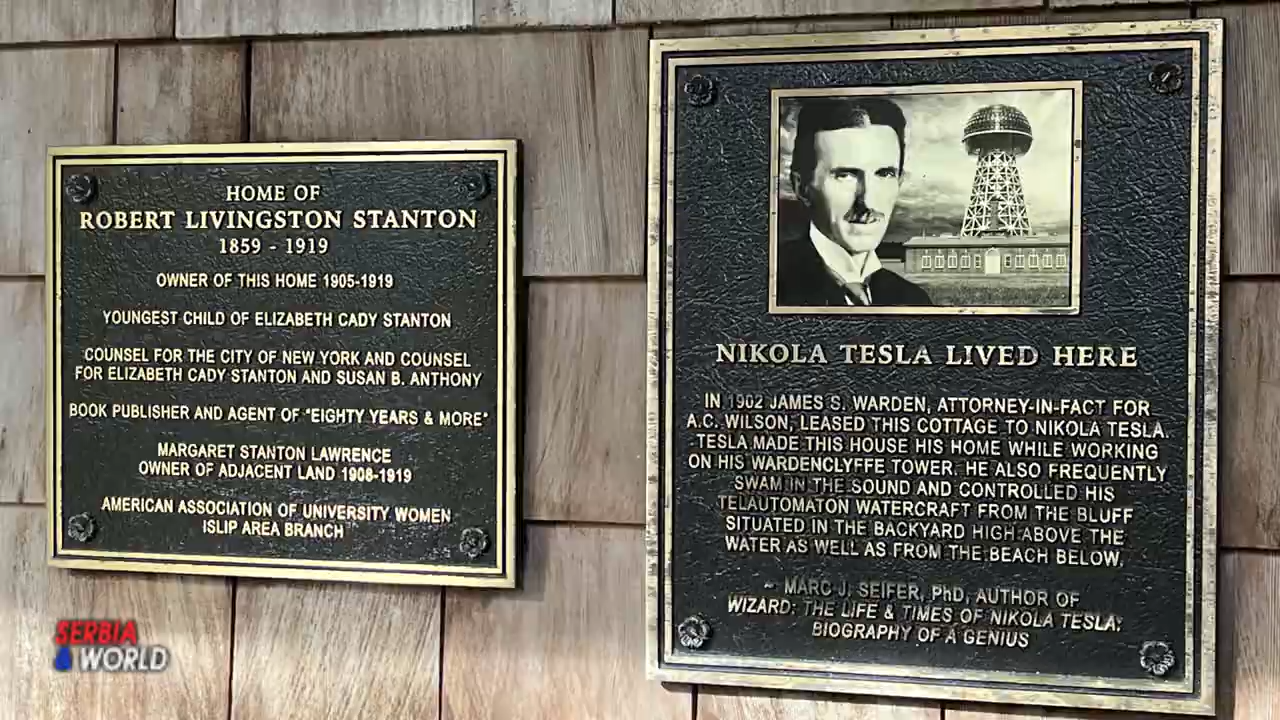 HOME OF
ROBERT LIVINGSTON STANTON
1859 - 1919
OWNER OF THIS HOME 1905-1919
YOUNGEST CHILD OF ELIZABETH CADY STANTON
COUNSEL FOR THE CITY OF NEW YORK AND COUNSEL
FOR ELIZABETH CADY STANTON AND SUSAN B. ANTHONY
BOOK PUBLISHER AND AGENT OF "EIGHTY YEARS & MORE"
MARGARET STANTON LAWRENCE
OWNER OF ADJACENT LAND 1908-1919
AMERICAN ASSOCIATION OF UNIVERSITY WOMEN
ISLIP AREA BRANCH
NIKOLA TESLA LIVED HERE
IN 1902 JAMES S. WARDEN, ATTORNEY-IN-FACT FOR
A.C. WILSON, LEASED THIS COTTAGE TO NIKOLA TESLA.
TESLA MADE THIS HOUSE HIS HOME WHILE WORKING
ON HIS WARDENCLYFFE TOWER. HE ALSO FREQUENTLY
SWAM IN THE SOUND AND CONTROLLED HIS
TELAUTOMATON WATERCRAFT FROM THE BLUFF
SITUATED IN THE BACKYARD HIGH ABOVE THE
WATER AS WELL AS FROM THE BEACH BELOW.
~ MARC J. SEIFER, PhD, AUTHOR OF
WIZARD: THE LIFE & TIMES OF NIKOLA TESLA:
BIOGRAPHY OF A GENIUS
SERBIA
& WORLD